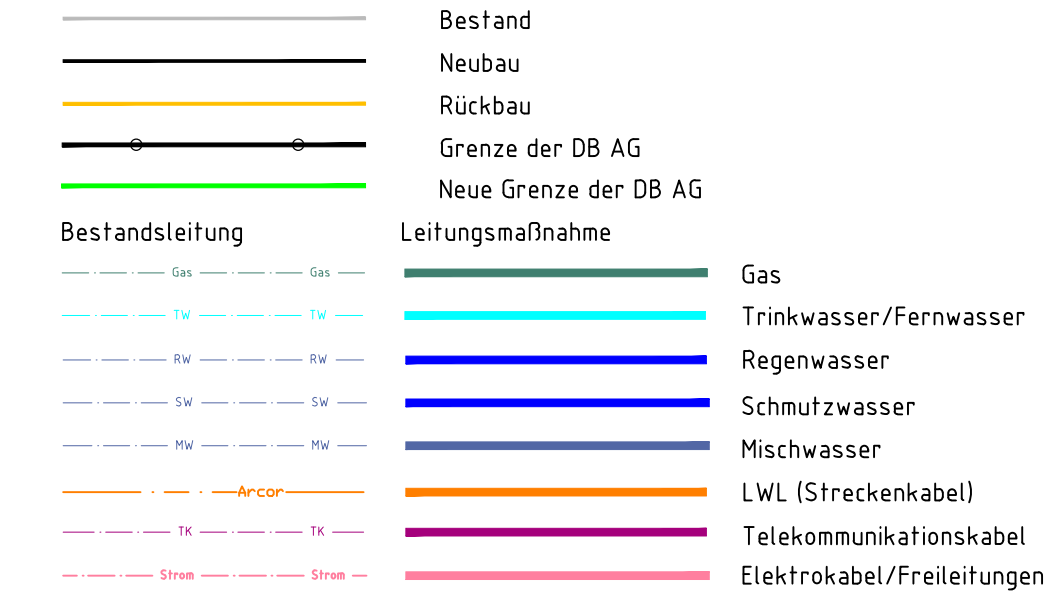 Bestand
Neubau
Rückbau
Grenze der DB AG
Neue Grenze der DB AG
Bestandsleitung Leitungsmaßnahme
Gas Gas Gas
TW TW Trinkwasser/Fernwasser
RW RW Regenwasser
SW SW Schmutzwasser
MW MW Mischwasser
Arcor LWL (Streckenkabel)
TK TK Telekommunikationskabel
Strom Strom Elektrokabel/Freileitungen